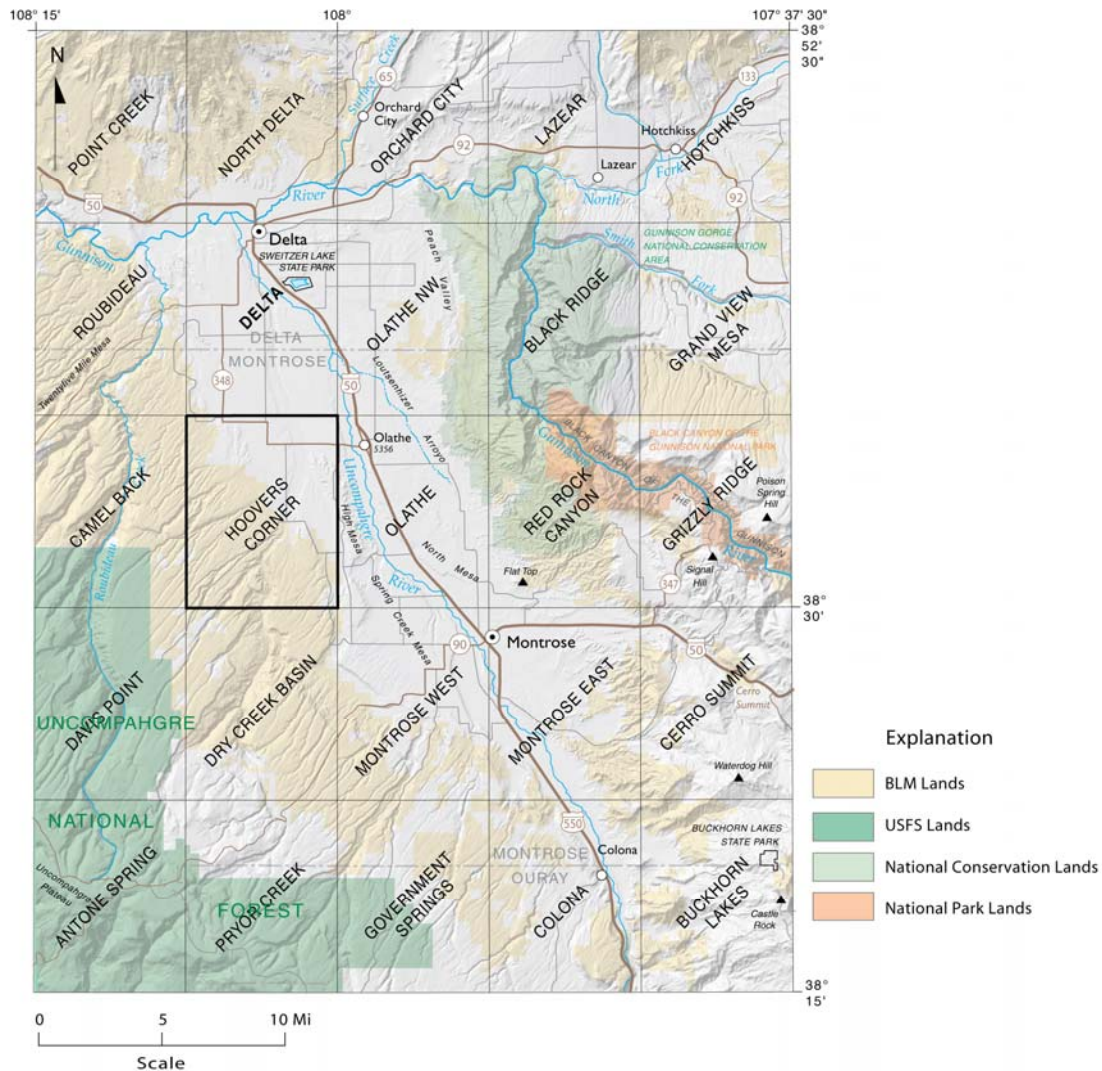 108° 15'
108°
107° 37' 30"
38°
52'
30"
N
POINT CREEK
NORTH DELTA
Surface Creek
65
Orchard
City
ORCHARD CITY
LAZEAR
133
Hotchkiss
HOTCHKISS
92
Lazear
Fork
North
92
50
River
Gunnison
Delta
SWEITZER LAKE
STATE PARK
Peach Valley
GUNNISON GORGE
NATIONAL CONSERVATION
AREA
Smith
Fork
ROUBIDEAU
DELTA
OLATHE NW
BLACK RIDGE
GRAND VIEW
MESA
DELTA
MONTROSE
Twentyfive Mile Mesa
348
50
Loutsenhizer
Arroyo
Olathe
5356
BLACK CANYON OF THE
GUNNISON NATIONAL PARK
BLACK CANYON OF THE GUNNISON
Gunnison
River
Poison
Spring
Hill
CAMEL BACK
HOOVERS
CORNER
Uncompahgre
High Mesa
OLATHE
RED ROCK
CANYON
GRIZZLY RIDGE
Roubideau
North Mesa
River
Flat Top
Signal
Hill
347
Spring Creek Mesa
38°
30'
90
Montrose
50
DAVIS POINT
UNCOMPAHGRE
DRY CREEK BASIN
MONTROSE WEST
MONTROSE EAST
CERRO SUMMIT
Cerro
Summit
Waterdog Hill
NATIONAL
550
BUCKHORN LAKES
STATE PARK
MONTROSE
OURAY
Colona
Uncompahgre
Plateau
ANTONE SPRING
PRYOR CREEK
FOREST
GOVERNMENT
SPRINGS
COLONA
BUCKHORN
LAKES
Castle
Rock
38°
15'
Explanation
BLM Lands
USFS Lands
National Conservation Lands
National Park Lands
0 5 10 Mi
Scale